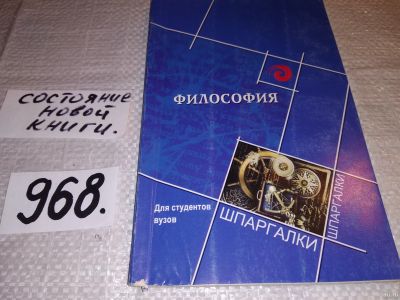 состояние
новой
книги.
968.
ФИЛОСОФИЯ
Для студентов
вузов
ШПАРГАЛКИ
ШПАРГАЛКИ